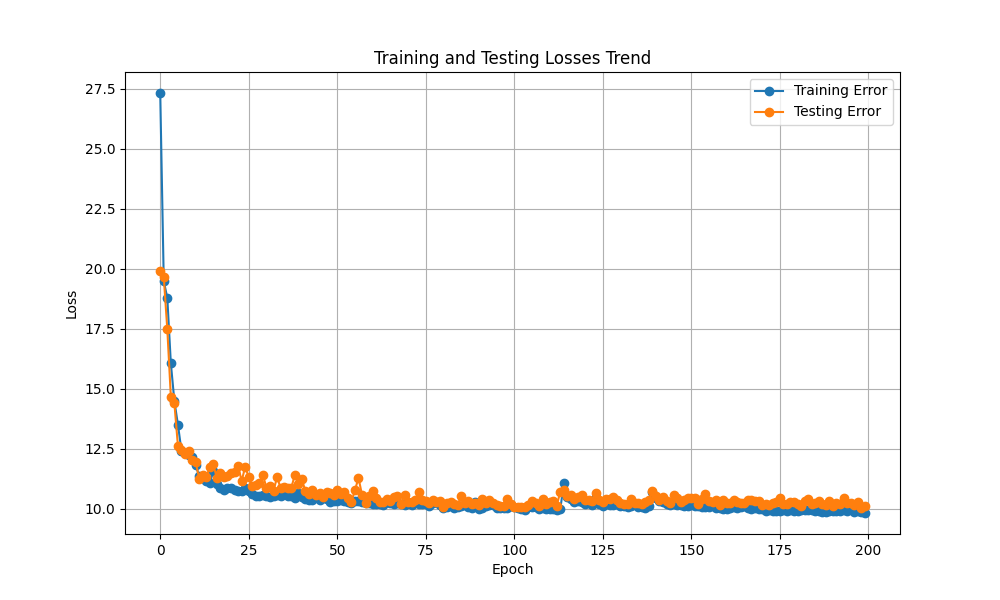 Training and Testing Losses Trend
Training Error
Testing Error
Loss
27.5
25.0
22.5
20.0
17.5
15.0
12.5
10.0
0 25 50 75 100 125 150 175 200
Epoch